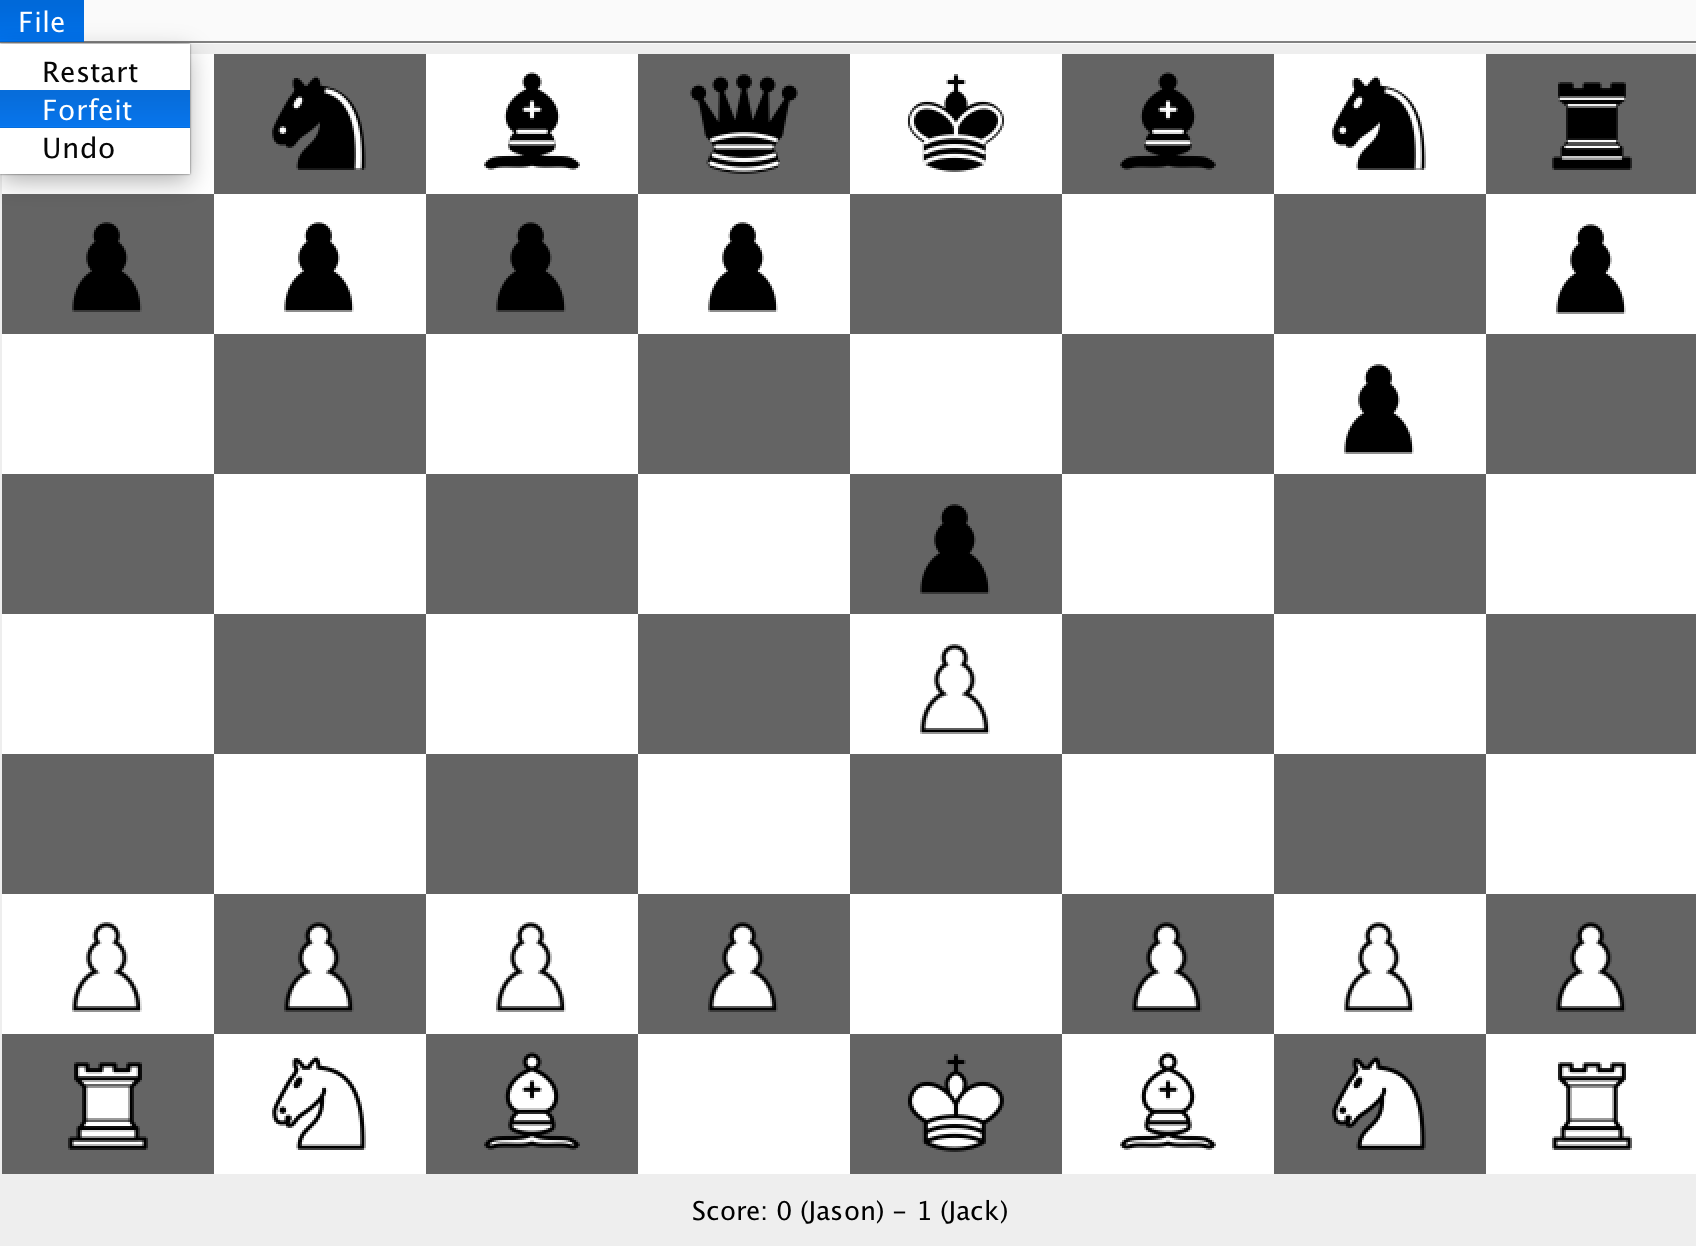 File
Restart
Forfeit
Undo
Score: 0 (Jason) – 1 (Jack)